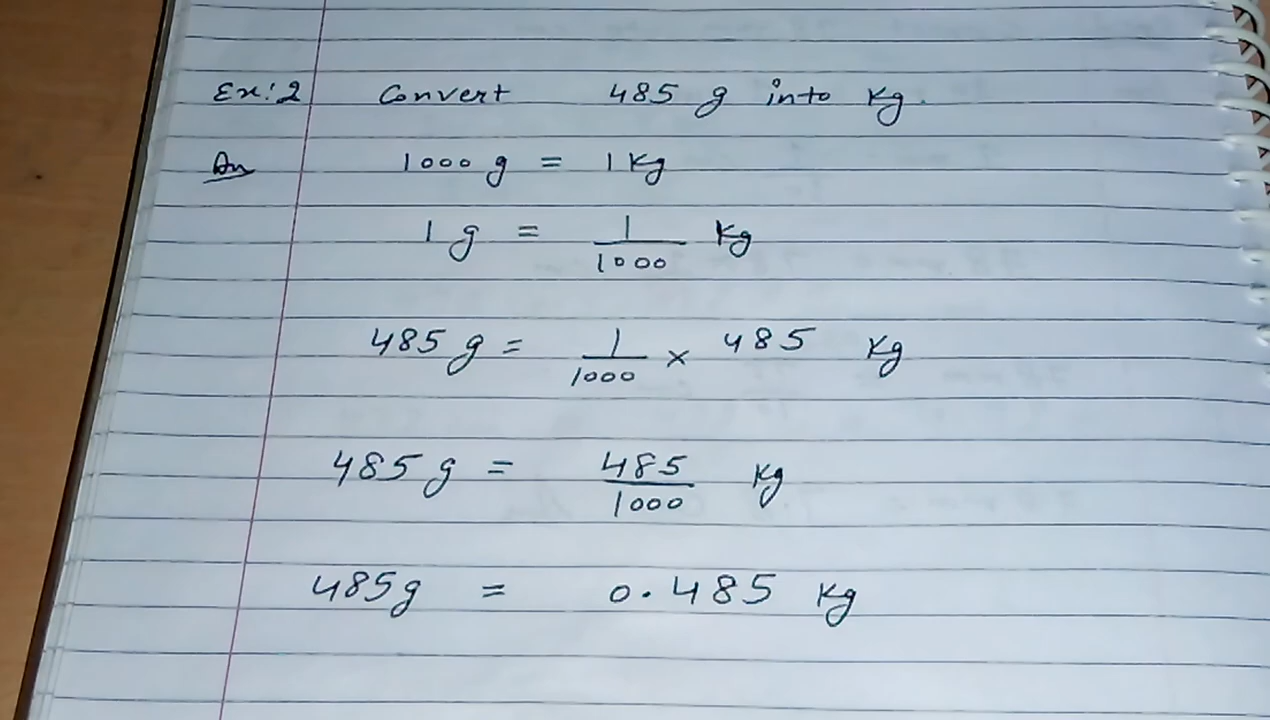 Ex:2 Convert 485 g into Kg.
An 1000 g = 1 Kg
1 g = 1/1000 Kg
485 g = 1/1000 × 485 Kg
485 g = 485/1000 Kg
485g = 0.485 Kg